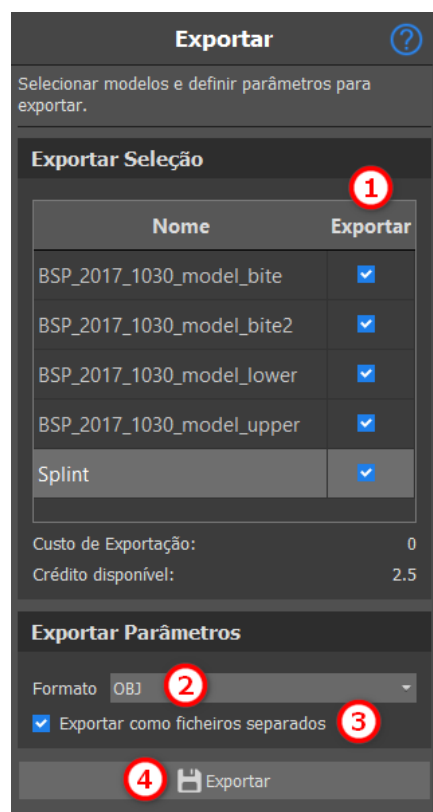 Exportar ?
Selecionar modelos e definir parâmetros para
exportar.
Exportar Seleção
1
Nome Exportar
BSP_2017_1030_model_bite
BSP_2017_1030_model_bite2
BSP_2017_1030_model_lower
BSP_2017_1030_model_upper
Splint
Custo de Exportação: 0
Crédito disponível: 2.5
Exportar Parâmetros
Formato OBJ 2
Exportar como ficheiros separados 3
4 Exportar